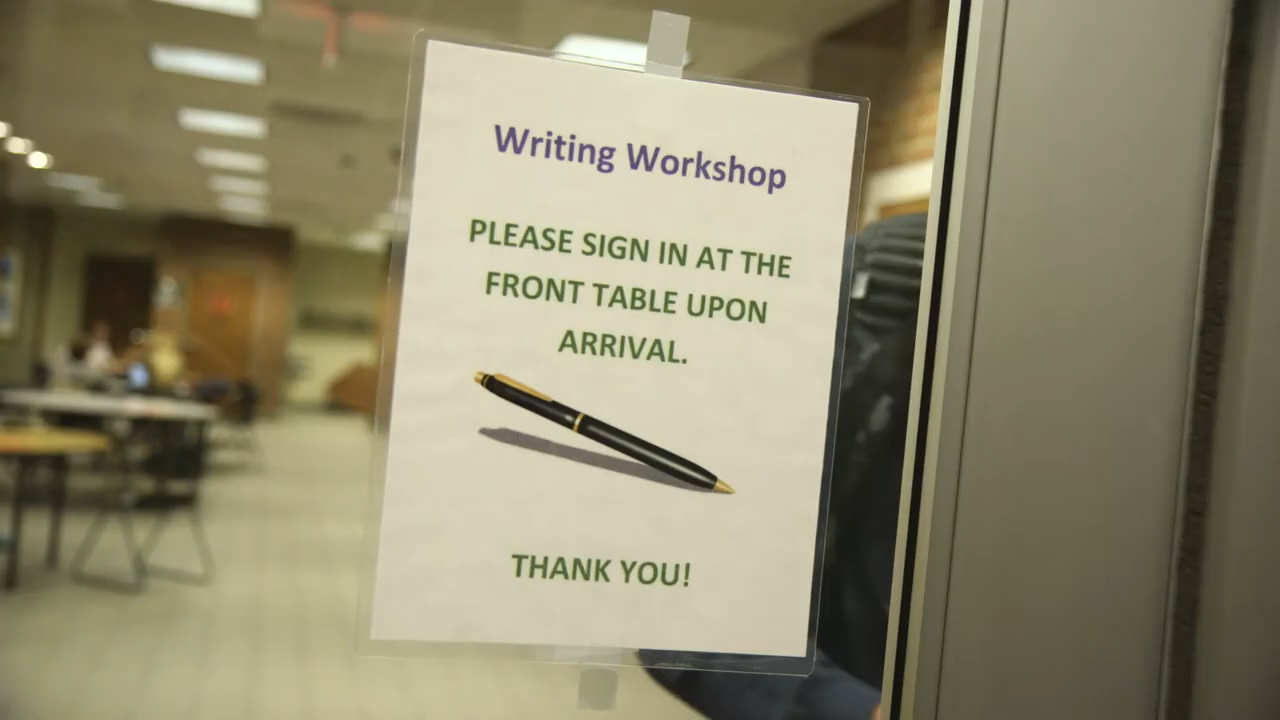 Writing Workshop
PLEASE SIGN IN AT THE
FRONT TABLE UPON
ARRIVAL.
THANK YOU!